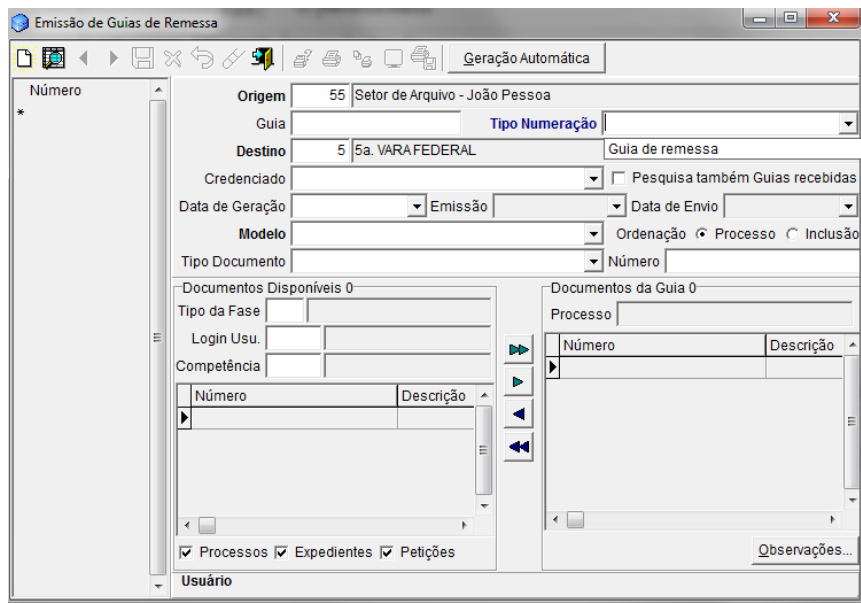 Emissão de Guias de Remessa
Geração Automática
Número
*
Origem 55 Setor de Arquivo - João Pessoa
Guia Tipo Numeração
Guia de remessa
Destino 5 5a. VARA FEDERAL
Credenciado Pesquisa também Guias recebidas
Data de Geração Emissão Data de Envio
Modelo Ordenação Processo Inclusão
Tipo Documento Número
Documentos Disponíveis 0
Tipo da Fase
Login Usu.
Competência
Número Descrição
Processos Expedientes Petições
Documentos da Guia 0
Processo
Número Descrição
Observações...
Usuário